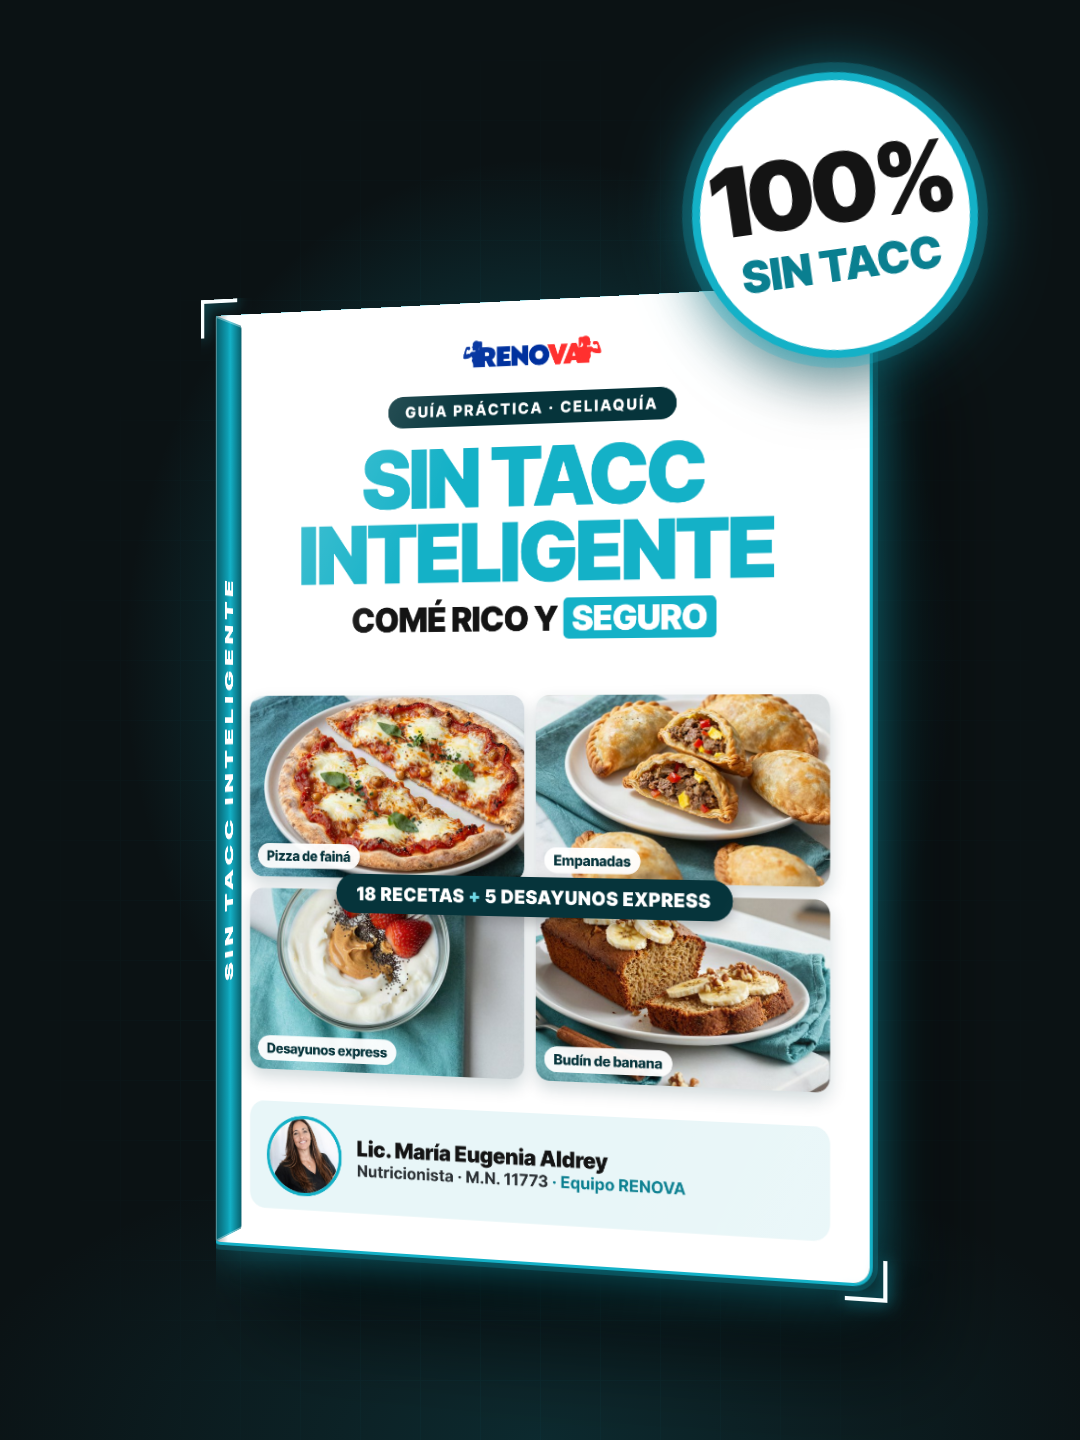 100%
SIN TACC
RENOVA
GUÍA PRÁCTICA · CELIAQUÍA
SIN TACC
INTELIGENTE
COMÉ RICO Y SEGURO
SIN TACC INTELIGENTE
Pizza de fainá
Empanadas
18 RECETAS + 5 DESAYUNOS EXPRESS
Desayunos express
Budín de banana
Lic. María Eugenia Aldrey
Nutricionista · M.N. 11773 · Equipo RENOVA